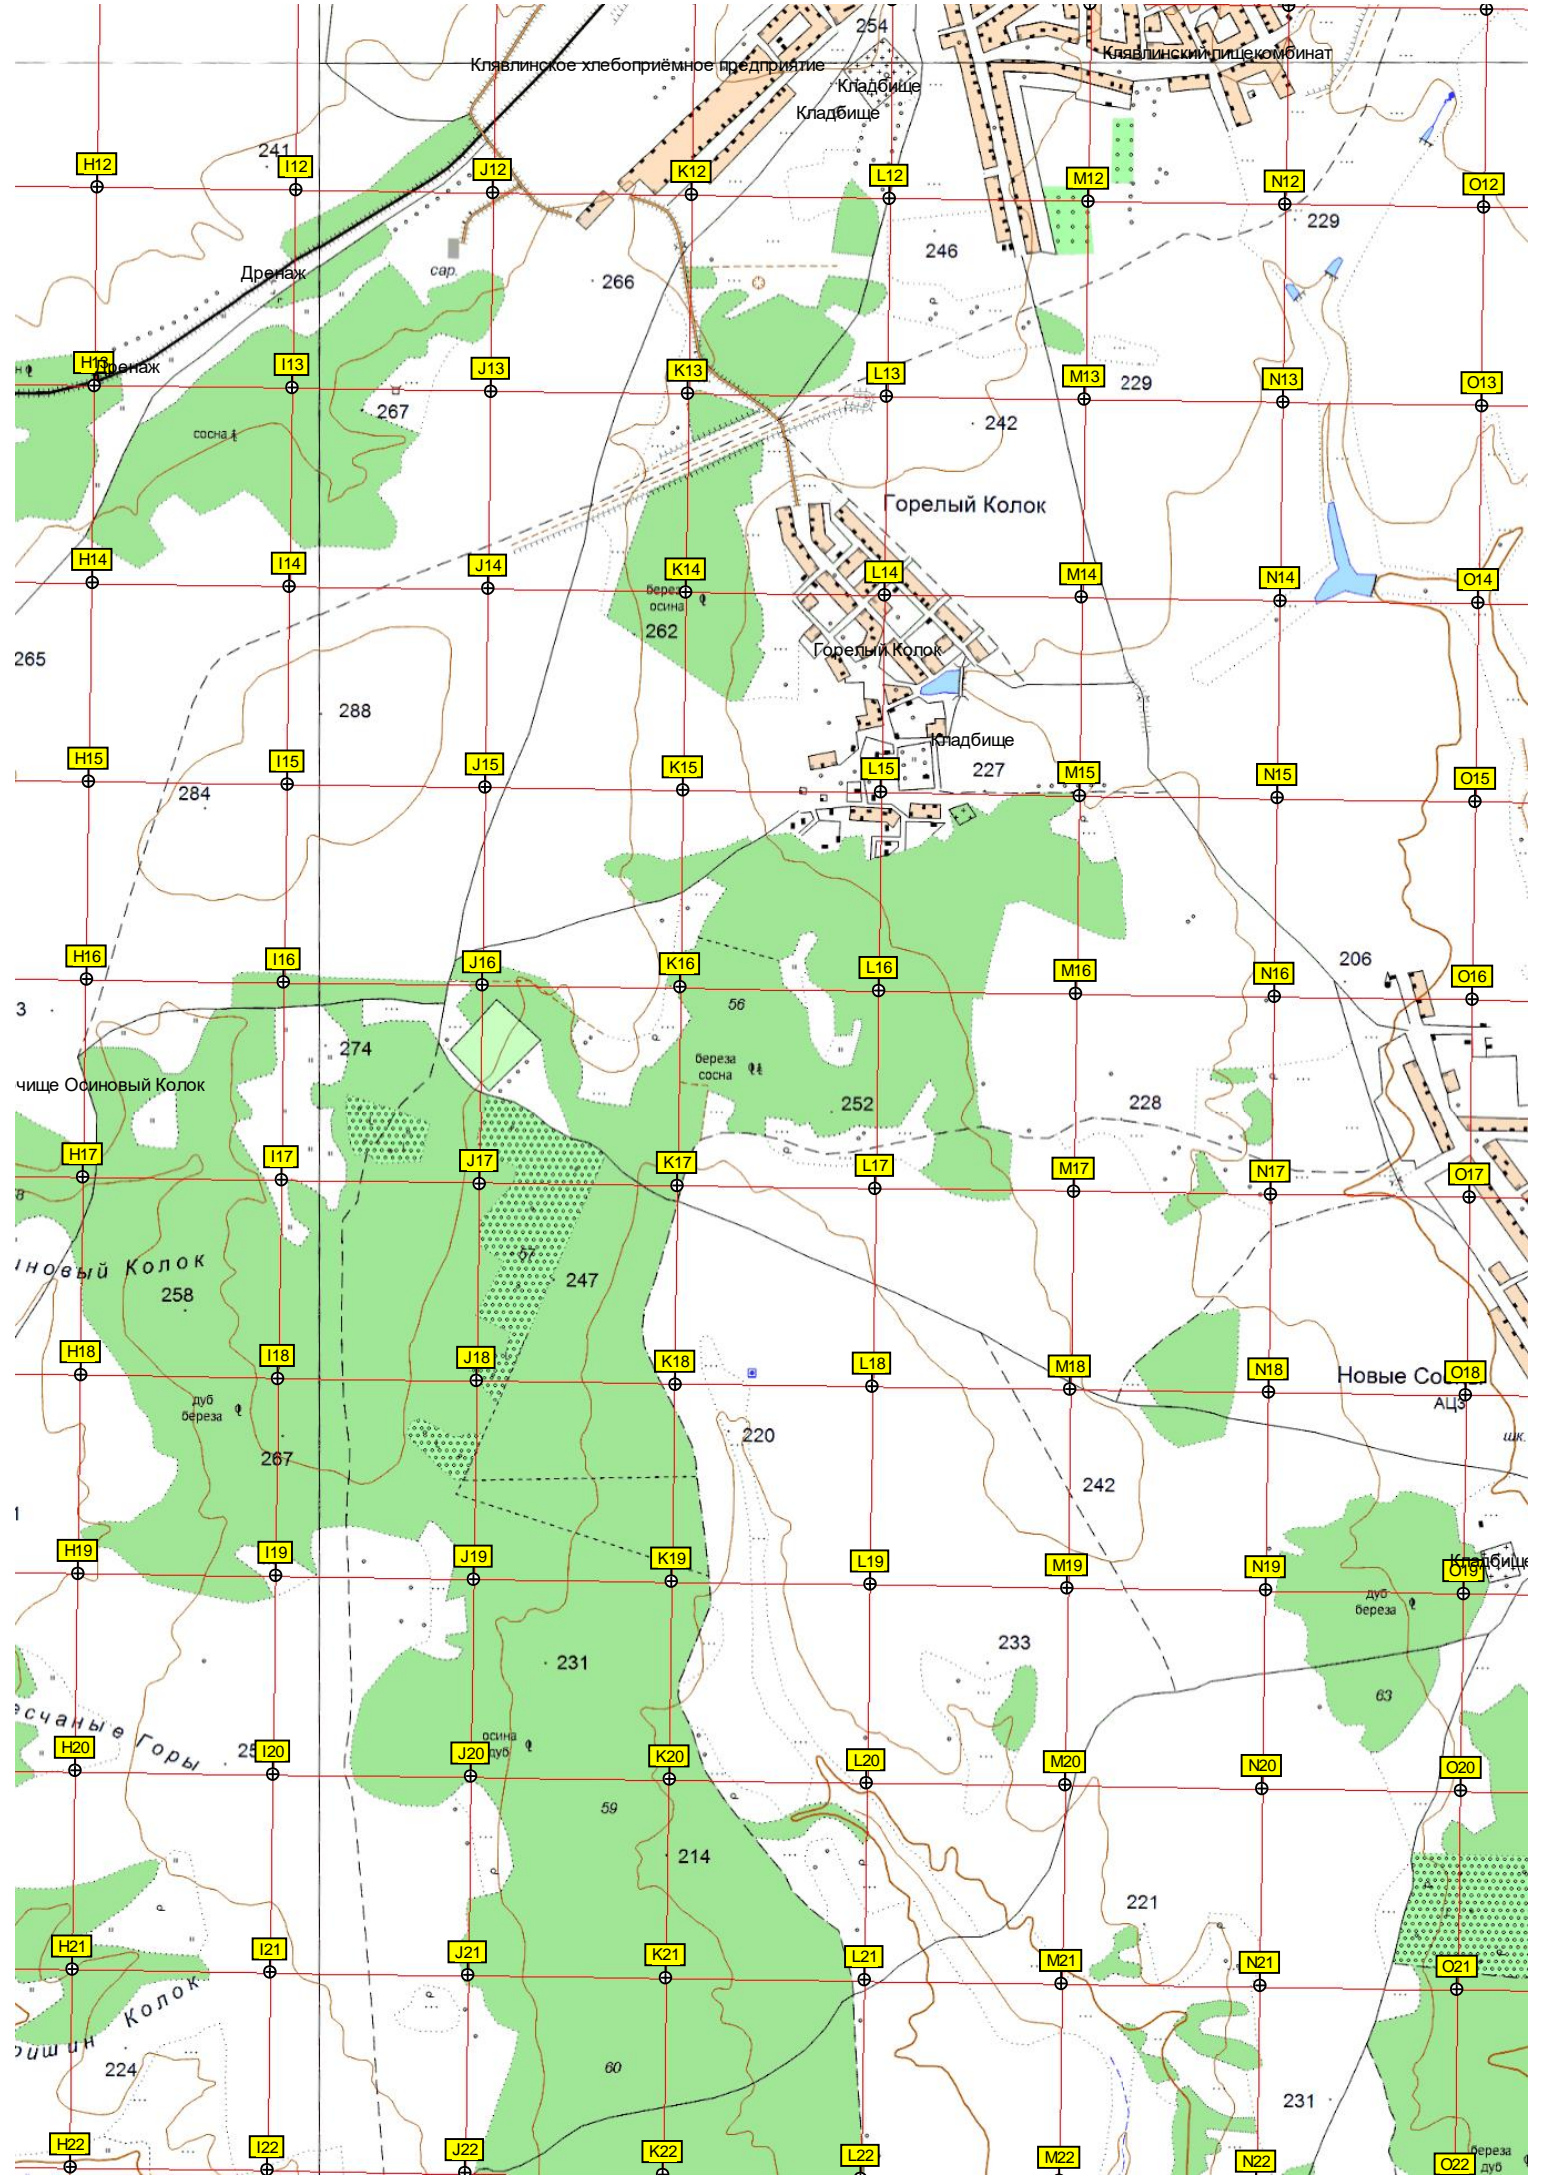 254
Клявлинский пищекомбинат
Клявлинское хлебоприёмное предприятие
Кладбище
Кладбище
241
H12
I12
J12
K12
L12
M12
N12
O12
229
246
266
сар.
Дренаж
H13
Дренаж
I13
J13
K13
L13
M13
229
N13
O13
267
242
сосна
Горелый Колок
H14
I14
J14
K14
L14
M14
N14
O14
осина
262
Горелый Колок
265
288
Кладбище
227
H15
I15
J15
K15
L15
M15
N15
O15
284
206
H16
I16
J16
K16
L16
M16
N16
O16
3
56
274
береза
сосна
чище Осиновый Колок
252
228
H17
I17
J17
K17
L17
M17
N17
O17
57
247
новый Колок
258
H18
I18
J18
K18
L18
M18
N18
O18
АЦЗ
дуб
береза
220
шк.
267
242
H19
I19
J19
K19
L19
M19
N19
O19
Кладбище
дуб
береза
233
231
63
есчаные Горы
осина
дуб
H20
I20
J20
K20
L20
M20
N20
O20
59
214
221
H21
I21
J21
K21
L21
M21
N21
O21
Колок
224
60
231
H22
I22
J22
K22
L22
M22
N22
O22
береза
дуб